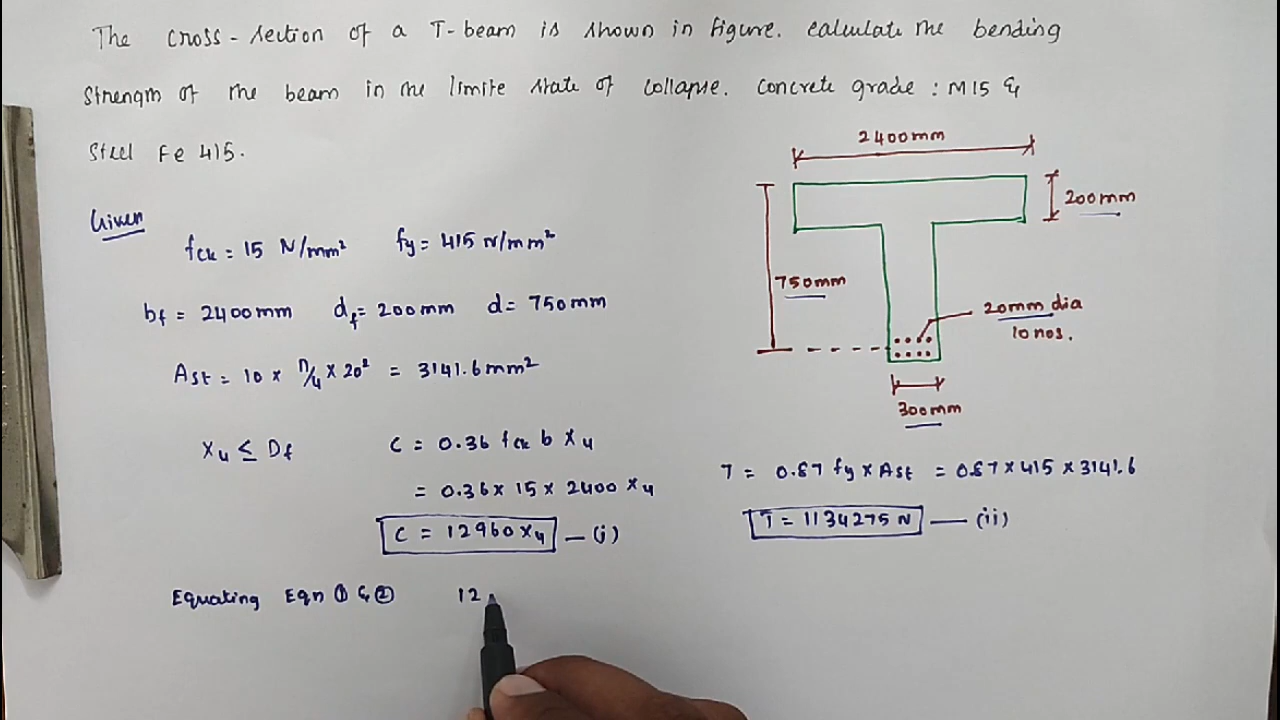 The cross-section of a T-beam is shown in figure. calculate the bending
strength of the beam in the limite state of collapse. Concrete grade : M15 &
Steel Fe 415.
2400mm
200mm
750mm
20mm dia
10 nos.
300mm
Given
fck = 15 N/mm² fy = 415 N/mm²
bf = 2400mm df = 200mm d = 750mm
Ast = 10 × π/4 × 20² = 3141.6mm²
xu ≤ Df C = 0.36 fck b xu
= 0.36 × 15 × 2400 xu
C = 12960 xu — (i)
T = 0.87 fy × Ast = 0.87 × 415 × 3141.6
T = 1134275 N — (ii)
Equating Eqn ① & ② 12